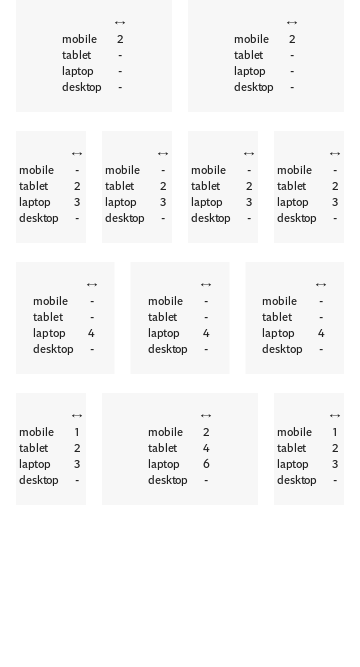 ↔ ↔
mobile 2 mobile 2
tablet - tablet -
laptop - laptop -
desktop - desktop -
↔ ↔ ↔ ↔
mobile - mobile - mobile - mobile -
tablet 2 tablet 2 tablet 2 tablet 2
laptop 3 laptop 3 laptop 3 laptop 3
desktop - desktop - desktop - desktop -
↔ ↔ ↔
mobile - mobile - mobile -
tablet - tablet - tablet -
laptop 4 laptop 4 laptop 4
desktop - desktop - desktop -
↔ ↔ ↔
mobile 1 mobile 2 mobile 1
tablet 2 tablet 4 tablet 2
laptop 3 laptop 6 laptop 3
desktop - desktop - desktop -